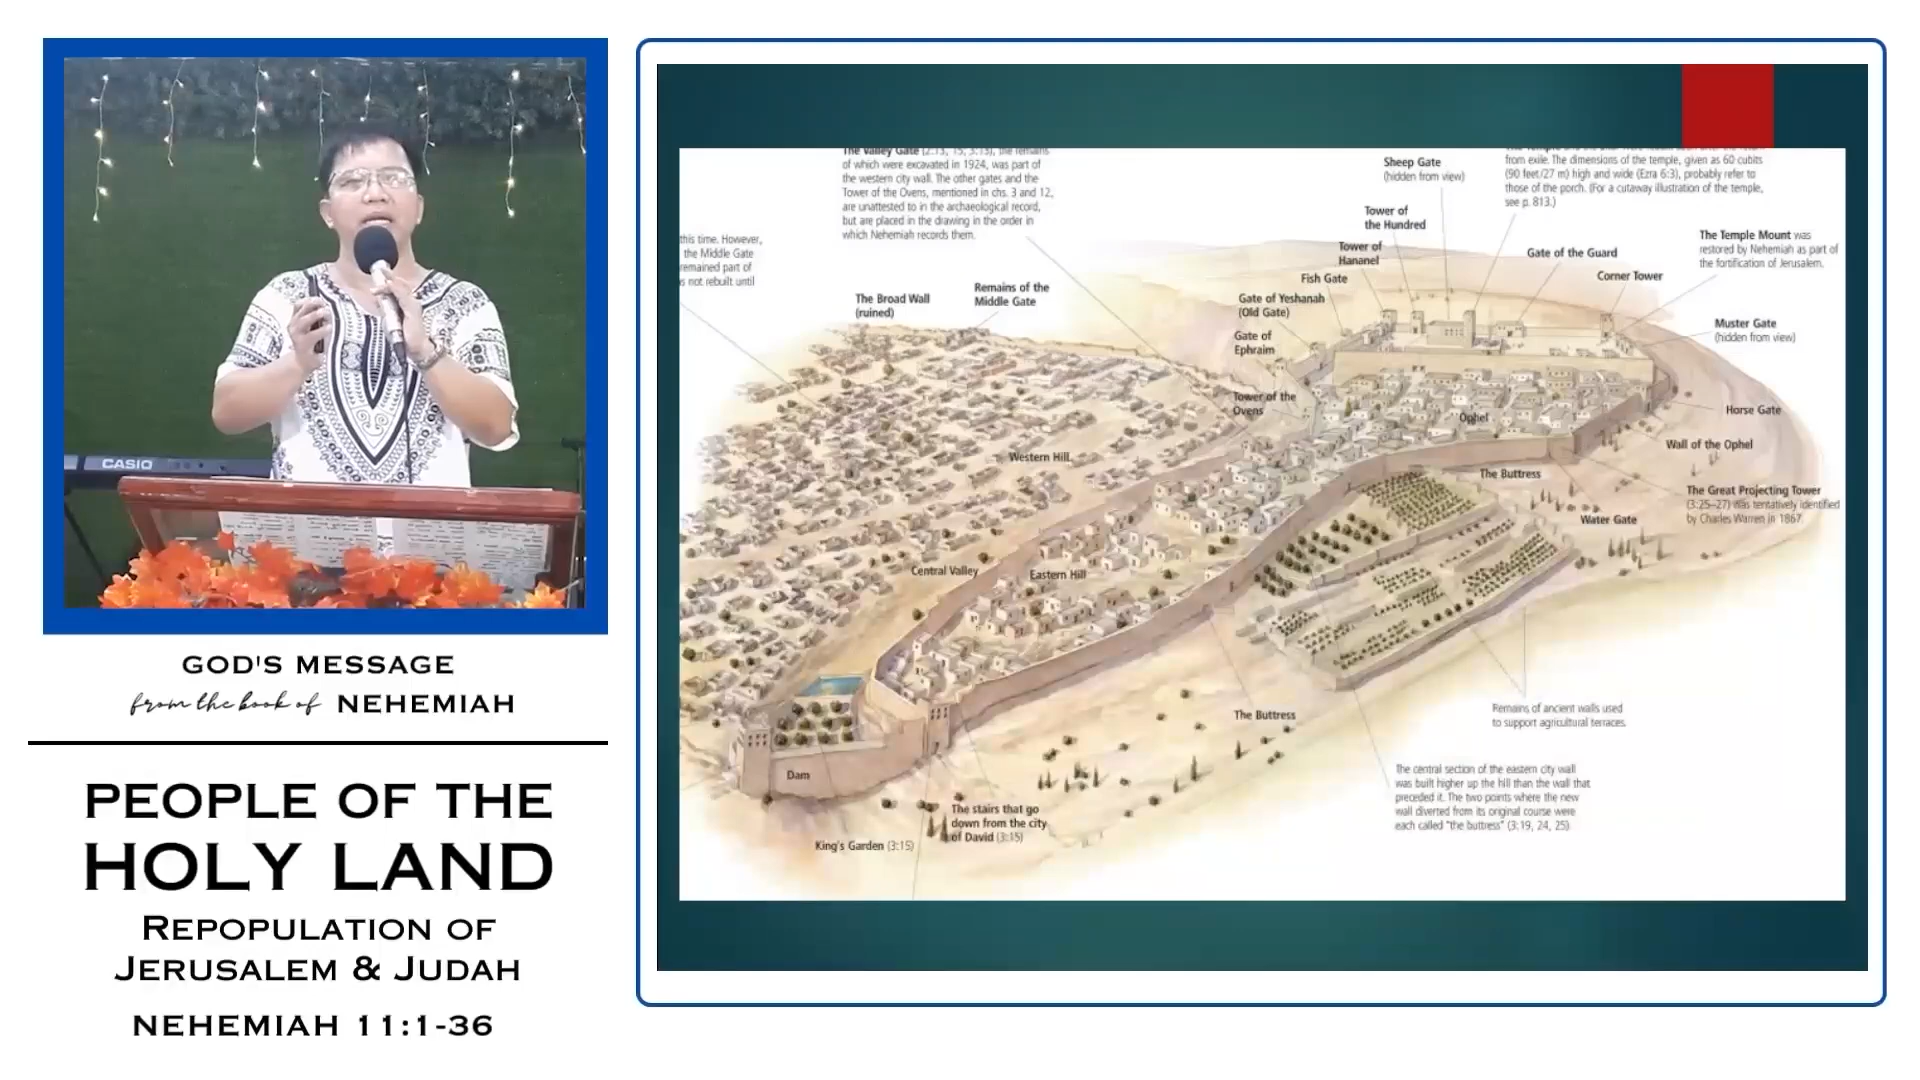 CASIO
GOD'S MESSAGE
from the book of NEHEMIAH
PEOPLE OF THE
HOLY LAND
REPOPULATION OF
JERUSALEM & JUDAH
NEHEMIAH 11:1-36
The Valley Gate (2:13, 15; 3:13), the remains
of which were excavated in 1924, was part of
the western city wall. The other gates and the
Tower of the Ovens, mentioned in chs. 3 and 12,
are unattested to in the archaeological record,
but are placed in the drawing in the order in
which Nehemiah records them.
this time. However,
the Middle Gate
remained part of
s not rebuilt until
The Broad Wall
(ruined)
Remains of the
Middle Gate
Sheep Gate
(hidden from view)
from exile. The dimensions of the temple, given as 60 cubits
(90 feet/27 m) high and wide (Ezra 6:3), probably refer to
those of the porch. (For a cutaway illustration of the temple,
see p. 813.)
Tower of
the Hundred
Tower of
Hananel
Fish Gate
Gate of Yeshanah
(Old Gate)
Gate of
Ephraim
Gate of the Guard
Corner Tower
The Temple Mount was
restored by Nehemiah as part of
the fortification of Jerusalem.
Muster Gate
(hidden from view)
Tower of the
Ovens
Ophel
Horse Gate
Wall of the Ophel
Western Hill
The Buttress
The Great Projecting Tower
(3:25–27) was tentatively identified
by Charles Warren in 1867.
Water Gate
Central Valley
Eastern Hill
The Buttress
Remains of ancient walls used
to support agricultural terraces.
Dam
The central section of the eastern city wall
was built higher up the hill than the wall that
preceded it. The two points where the new
wall diverted from its original course were
each called "the buttress" (3:19, 24, 25).
The stairs that go
down from the city
of David (3:15)
King's Garden (3:15)